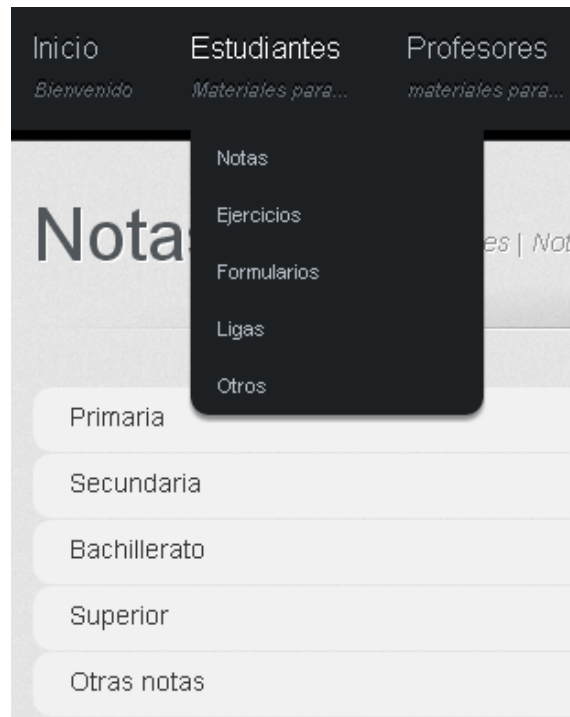 Inicio Estudiantes Profesores
Bienvenido Materiales para... materiales para...
Notas
Ejercicios
Formularios
Ligas
Otros
Primaria
Secundaria
Bachillerato
Superior
Otras notas